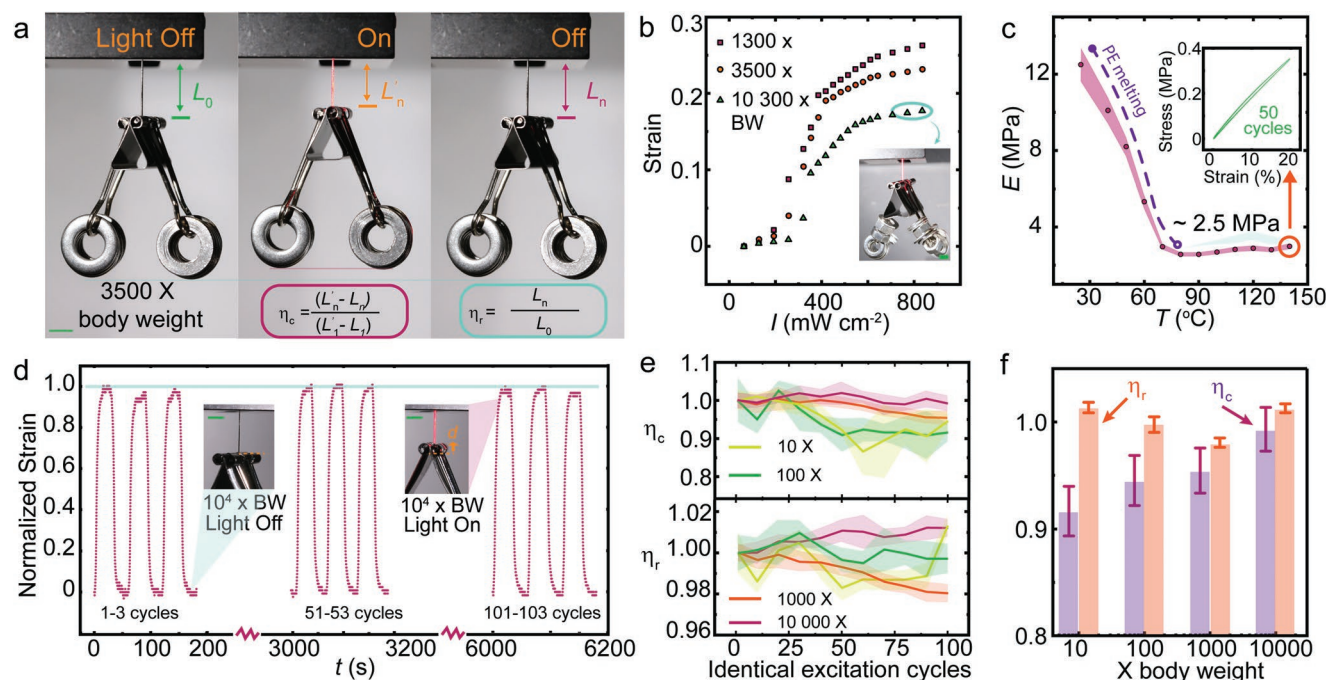 a
Light Off
On
Off
L0
L'n
Ln
3500 X
body weight
ηc = (L'n - Ln) / (L'1 - L1)
ηr = Ln / L0
b
1300 x
3500 x
10 300 x
BW
Strain
0.3
0.2
0.1
0.0
0
400
800
I (mW cm-2)
c
E (MPa)
12
9
6
3
PE melting
~ 2.5 MPa
Stress (MPa)
0.4
0.2
0
50
cycles
0
10
20
Strain (%)
30
60
90
120
150
T (°C)
d
Normalized Strain
1.0
0.8
0.6
0.4
0.2
0
10⁴ x BW
Light Off
10⁴ x BW
Light On
d
1-3 cycles
51-53 cycles
101-103 cycles
0
100
200
3000
3200
6000
6200
t (s)
e
ηc
1.1
1.0
0.9
0.8
10 X
100 X
ηr
1.02
1.00
0.98
0.96
1000 X
10 000 X
0
25
50
75
100
Identical excitation cycles
f
ηr
ηc
1.0
0.9
0.8
10
100
1000
10000
X body weight